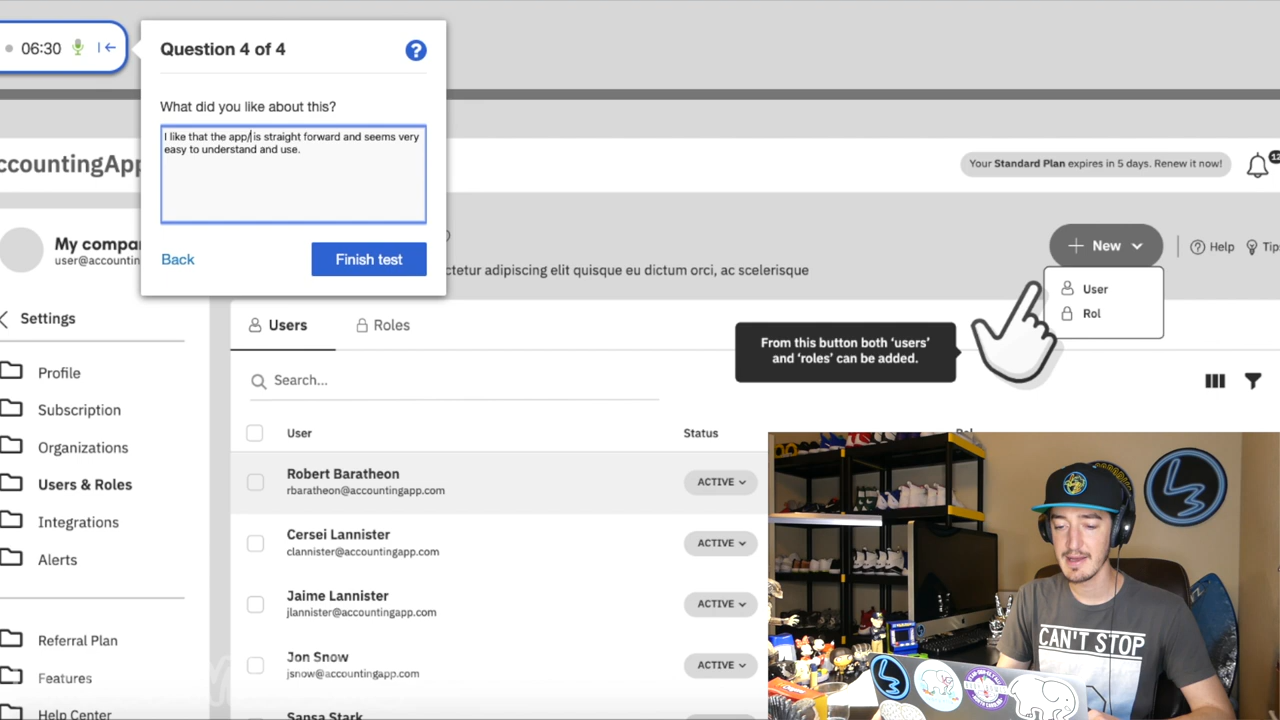 06:30
Question 4 of 4
?
What did you like about this?
I like that the app/ is straight forward and seems very
easy to understand and use.
Back
Finish test
ccountingApp
Your Standard Plan expires in 5 days. Renew it now!
12
My compa
user@accountin
ctetur adipiscing elit quisque eu dictum orci, ac scelerisque
+ New
Help
Tips
User
Rol
Settings
Profile
Subscription
Organizations
Users & Roles
Integrations
Alerts
Referral Plan
Features
Help Center
Users
Roles
From this button both ‘users’
and ‘roles’ can be added.
Search...
User
Status
Rol
Robert Baratheon
rbaratheon@accountingapp.com
ACTIVE
Cersei Lannister
clannister@accountingapp.com
ACTIVE
Jaime Lannister
jlannister@accountingapp.com
ACTIVE
Jon Snow
jsnow@accountingapp.com
ACTIVE
Sansa Stark
CAN'T STOP